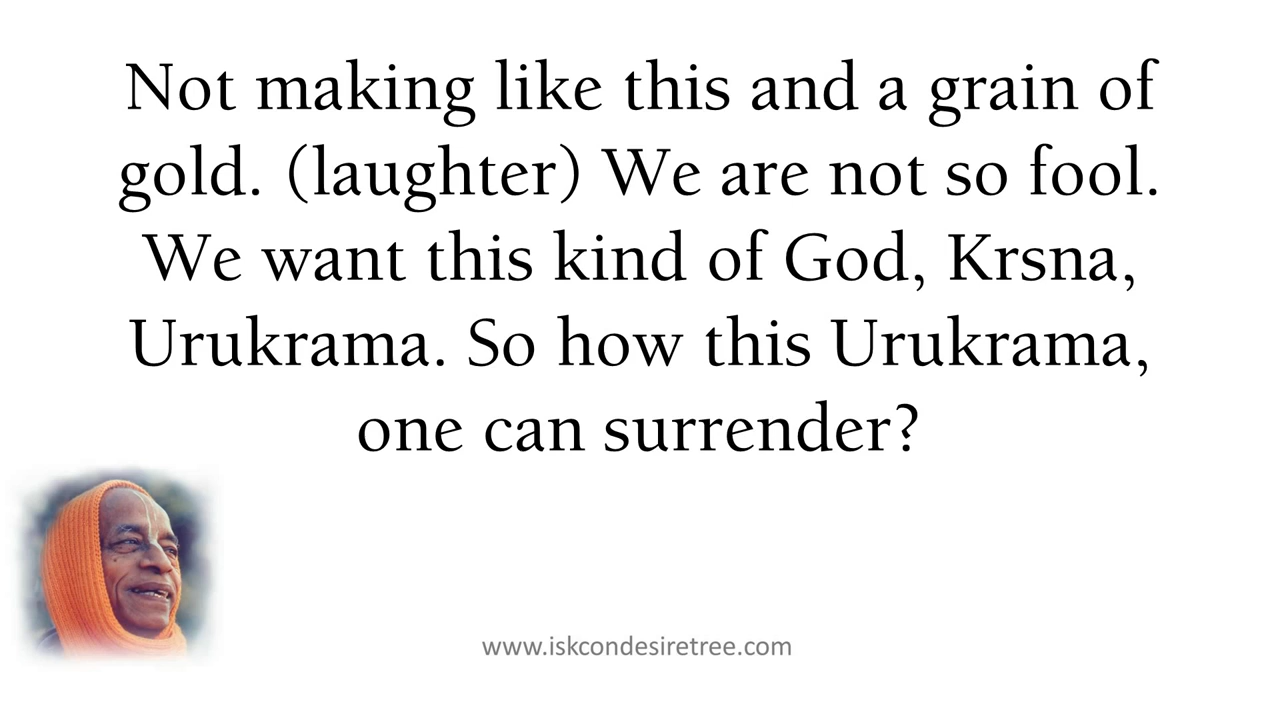 Not making like this and a grain of
gold. (laughter) We are not so fool.
We want this kind of God, Krsna,
Urukrama. So how this Urukrama,
one can surrender?
www.iskcondesiretree.com